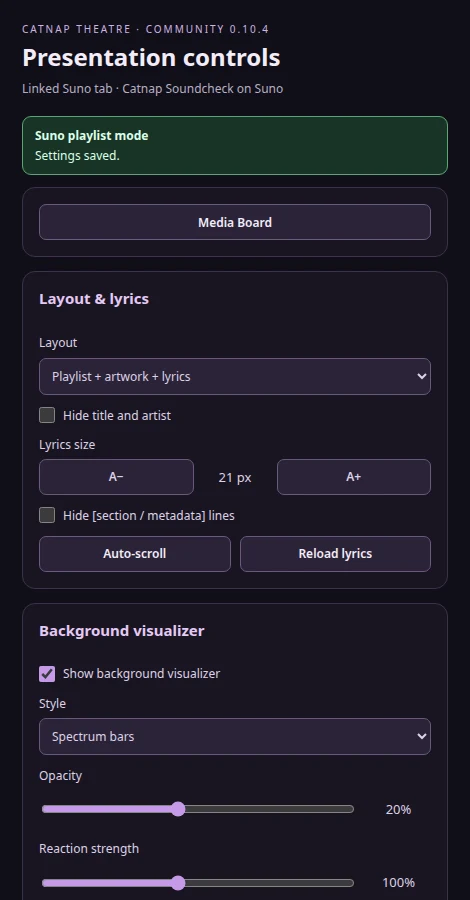 CATNAP THEATRE · COMMUNITY 0.10.4
Presentation controls
Linked Suno tab · Catnap Soundcheck on Suno
Suno playlist mode
Settings saved.
Media Board
Layout & lyrics
Layout
Playlist + artwork + lyrics
Hide title and artist
Lyrics size
A− 21 px A+
Hide [section / metadata] lines
Auto-scroll Reload lyrics
Background visualizer
Show background visualizer
Style
Spectrum bars
Opacity
20%
Reaction strength
100%